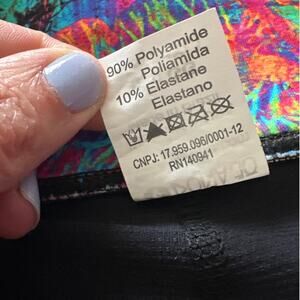 90% Polyamide
Poliamida
10% Elastane
Elastano
CNPJ: 17.959.096/0001-12
RN140941